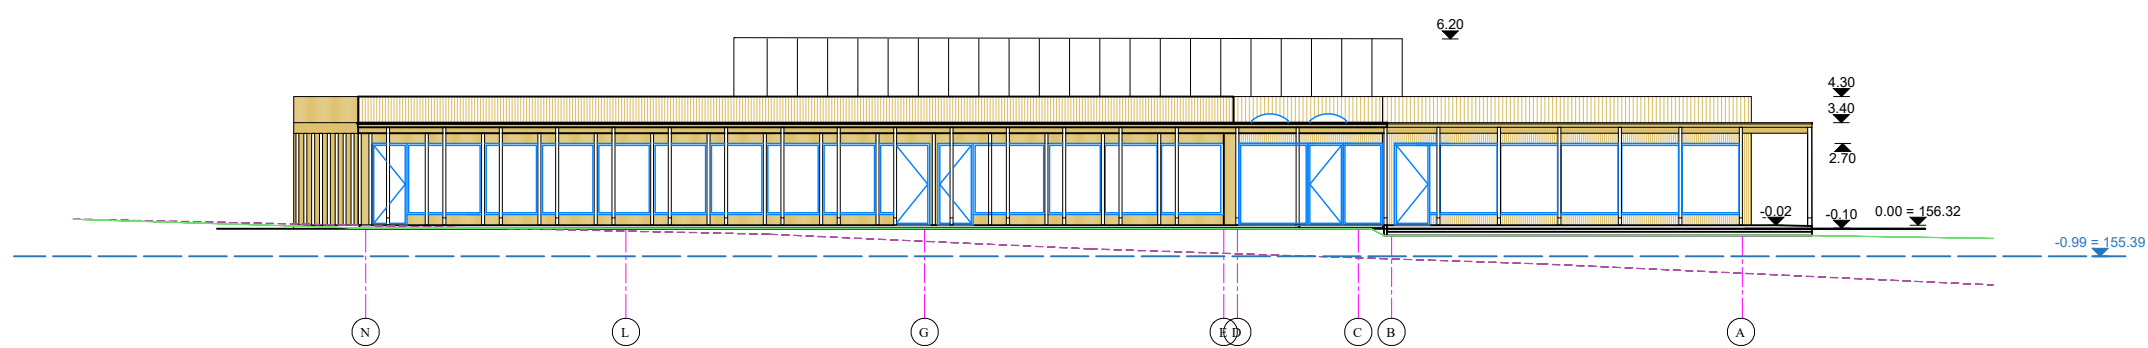 6.20
4.30
3.40
2.70
-0.02
-0.10
0.00 = 156.32
-0.99 = 155.39
N
L
G
E
D
C
B
A